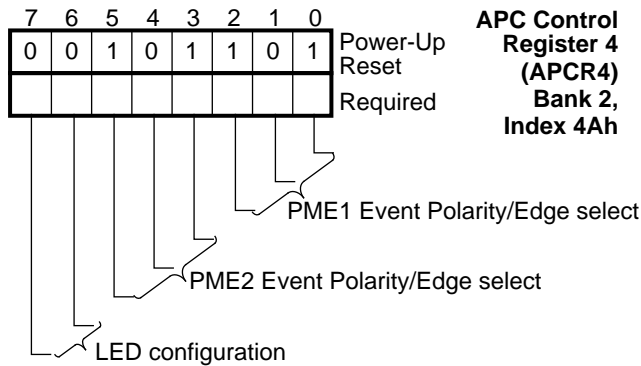 7 6 5 4 3 2 1 0
0 0 1 0 1 1 0 1
Power-Up
Reset
Required
APC Control
Register 4
(APCR4)
Bank 2,
Index 4Ah
PME1 Event Polarity/Edge select
PME2 Event Polarity/Edge select
LED configuration